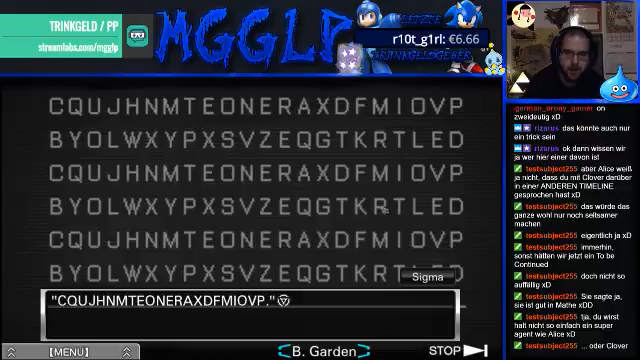 TRINKGELD / PP
streamlabs.com/mgglp
MGGLP
LETZTE
r10t_g1rl: €6.66
TRINKGELDGEBER
CQUJHNMTEONERAXDFMIOVP
BYOLWXYPXSVZEQGTKRTLED
CQUJHNMTEONERAXDFMIOVP
BYOLWXYPXSVZEQGTKRTLED
CQUJHNMTEONERAXDFMIOVP
BYOLWXYPXSVZEQGTKRTLED
Sigma
"CQUJHNMTEONERAXDFMIOVP."
[MENU]
B. Garden
STOP
german_brony_gamer on
zweideutig xD
rizarus das könnte auch nur
ein trick sein
rizarus ok dann wissen wir
ja wer hier einer davon ist
testsubject255 aber Alice weiß
ja nicht, dass du mit Clover darüber in
einer ANDEREN TIMELINE
gesprochen hast xD
testsubject255 das würde das
ganze wohl nur noch seltsamer
machen
testsubject255 eigentlich ja xD
testsubject255 immerhin,
sonst hätten wir jetzt ein To be
Continued
testsubject255 doch nicht so
auffällig xD
testsubject255 Sie sagte ja,
sie ist gut in Mathe xDD
testsubject255 tja, du wirst
halt nicht so einfach ein super
agent wie Alice xD
testsubject255 ... oder Clover